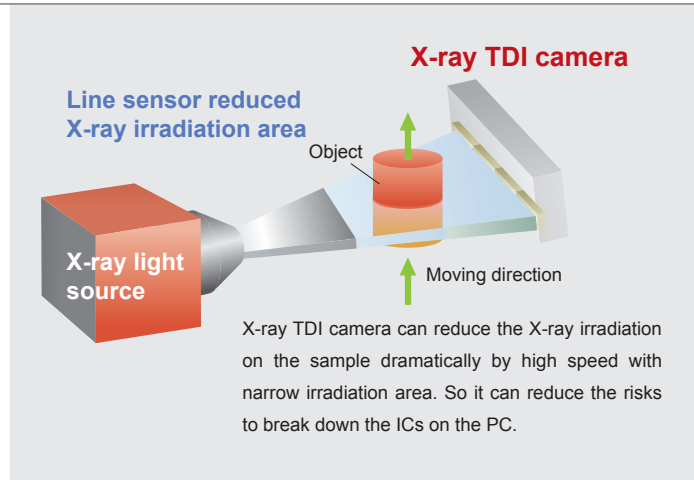 X-ray TDI camera
Line sensor reduced
X-ray irradiation area
Object
X-ray light
source
Moving direction
X-ray TDI camera can reduce the X-ray irradiation
on the sample dramatically by high speed with
narrow irradiation area. So it can reduce the risks
to break down the ICs on the PC.